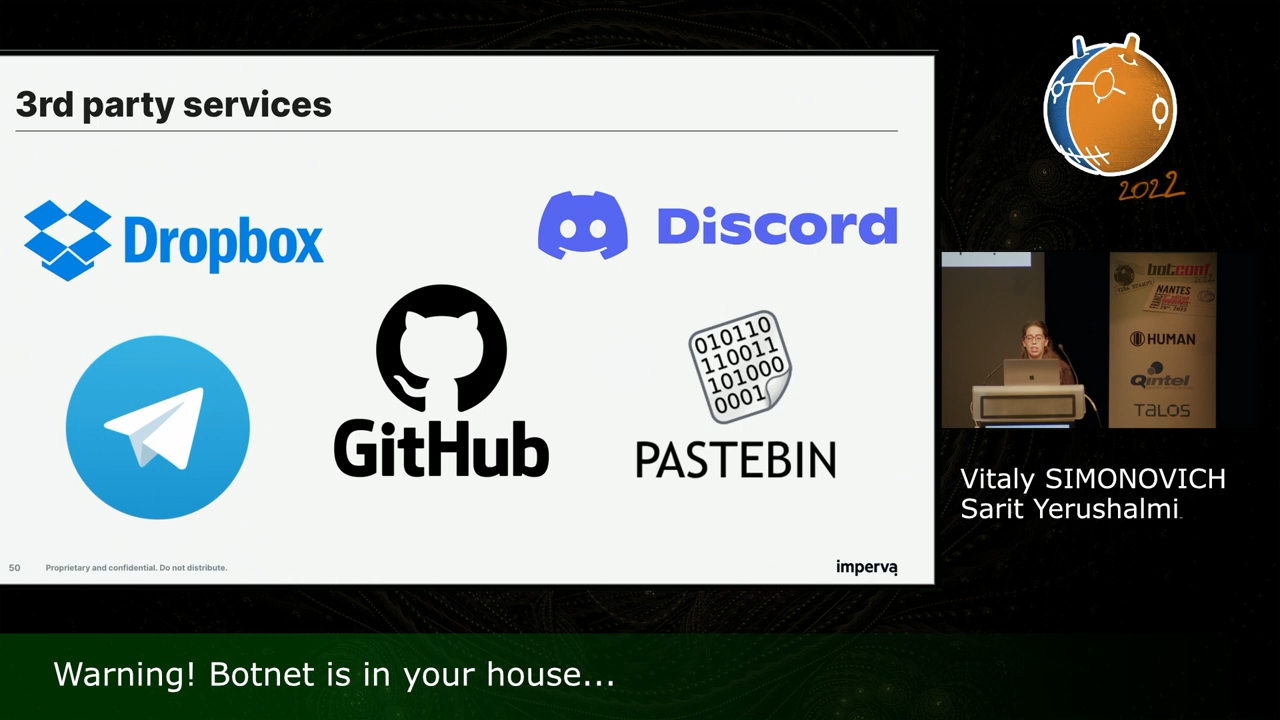 3rd party services
Dropbox
Discord
GitHub
010110
110011
101000
0001
PASTEBIN
50 Proprietary and confidential. Do not distribute.
imperva
2022
botconf
NANTES
HUMAN
Qintel
TALOS
Vitaly SIMONOVICH
Sarit Yerushalmi
Warning! Botnet is in your house...